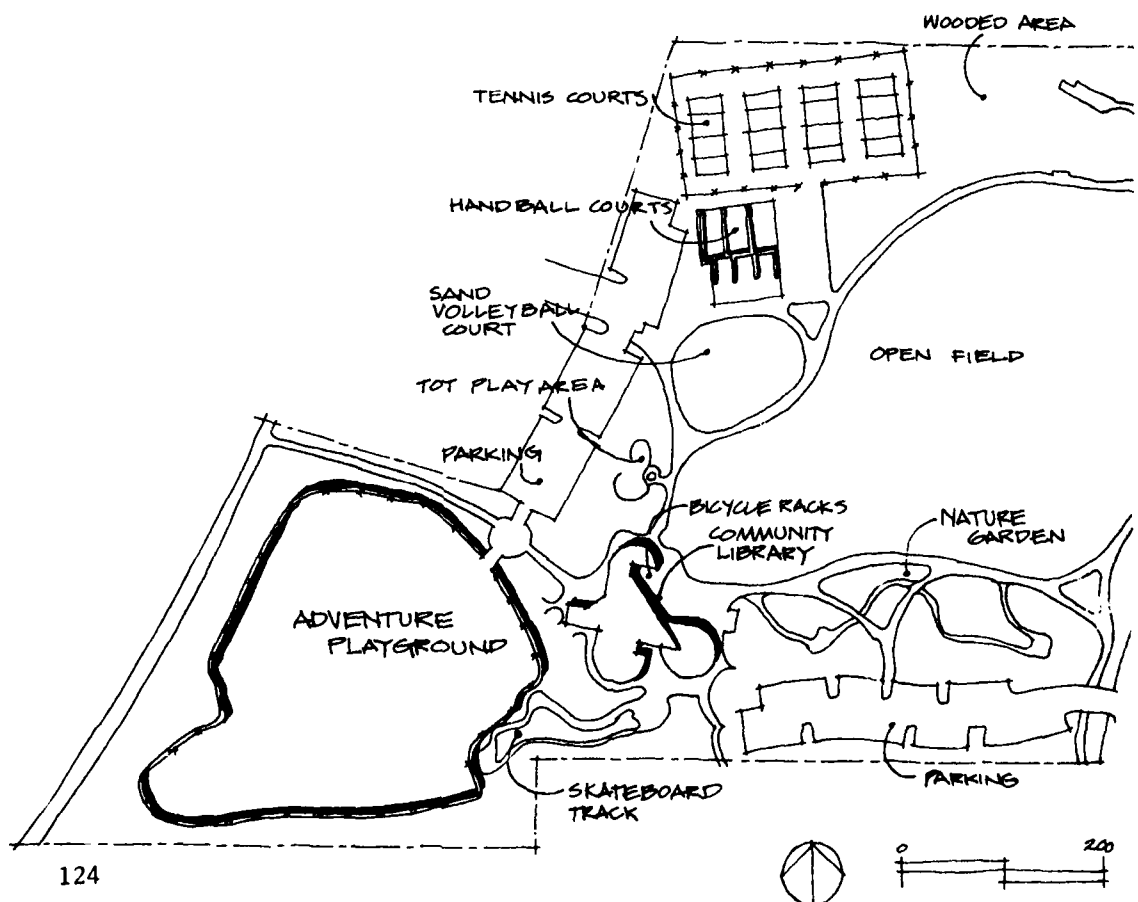 WOODED AREA
TENNIS COURTS
HANDBALL COURTS
SAND
VOLLEYBALL
COURT
OPEN FIELD
TOT PLAY AREA
PARKING
BICYCLE RACKS
COMMUNITY
LIBRARY
NATURE
GARDEN
ADVENTURE
PLAYGROUND
SKATEBOARD
TRACK
PARKING
0 200
124